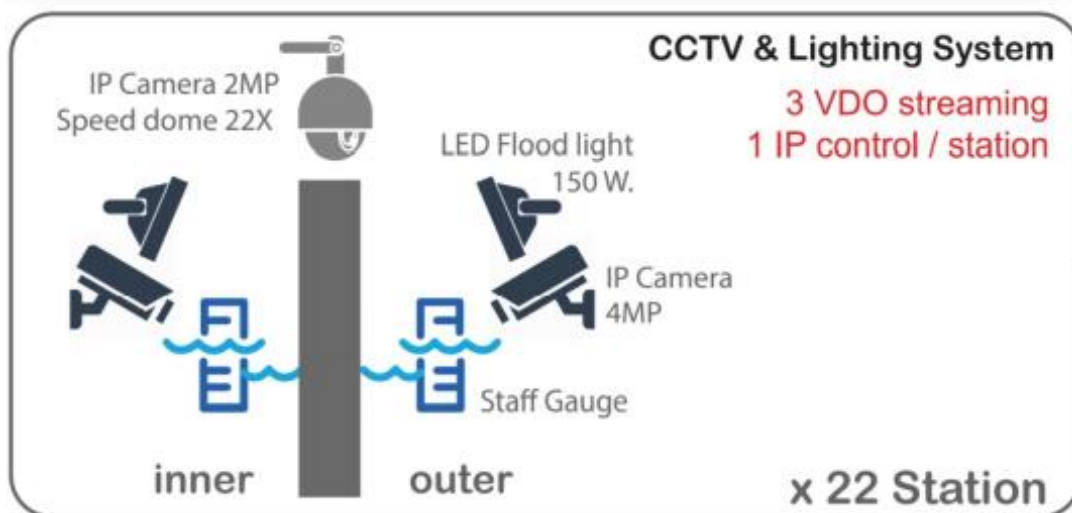 CCTV & Lighting System
3 VDO streaming
1 IP control / station
IP Camera 2MP
Speed dome 22X
LED Flood light
150 W.
IP Camera
4MP
Staff Gauge
inner
outer
x 22 Station